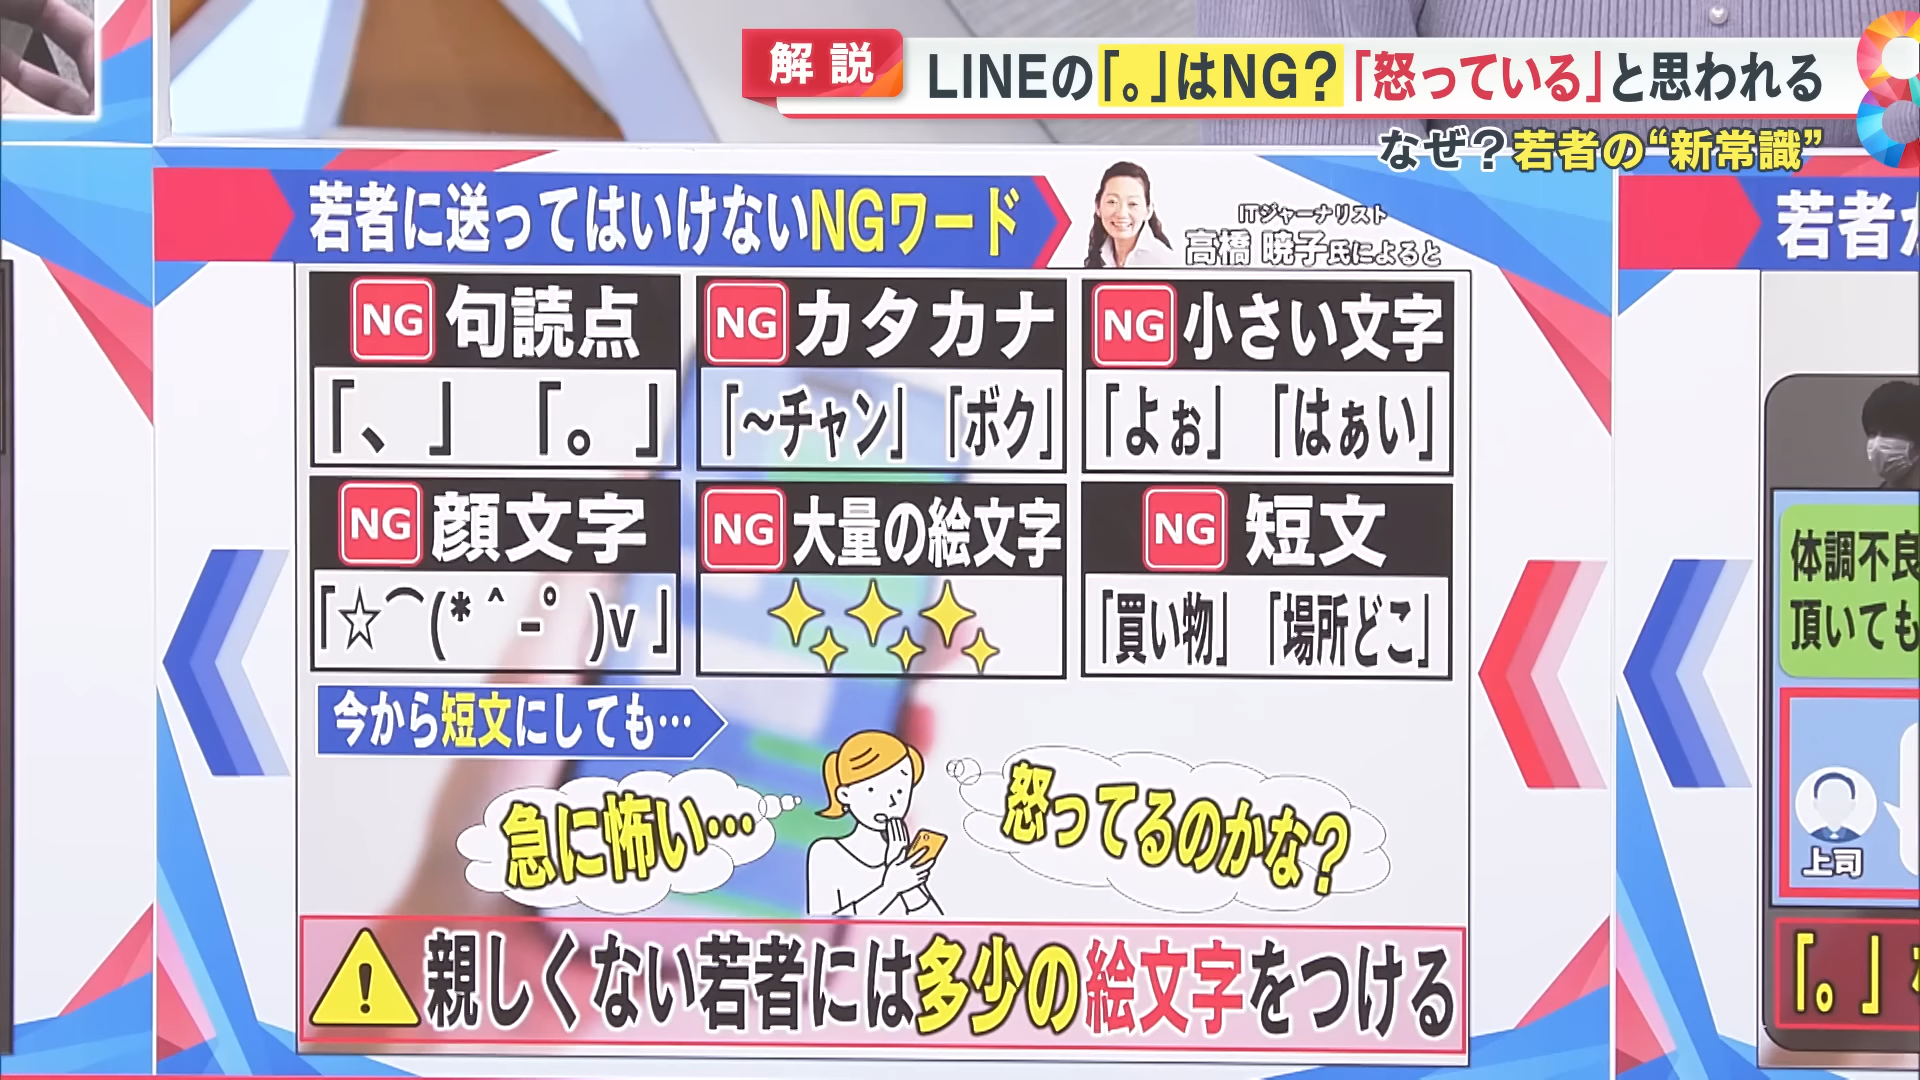 解説
LINEの「。」はNG?「怒っている」と思われる
なぜ?若者の“新常識”
若者に送ってはいけないNGワード
ITジャーナリスト
高橋 暁子氏によると
NG 句読点
「、」 「。」
NG カタカナ
「~チャン」「ボク」
NG 小さい文字
「よぉ」「はぁい」
NG 顔文字
「☆⌒(*＾-゜)v」
NG 大量の絵文字
NG 短文
「買い物」「場所どこ」
今から短文にしても…
急に怖い…
怒ってるのかな?
親しくない若者には多少の絵文字をつける
若者
体調不良
頂いても
上司
「。」